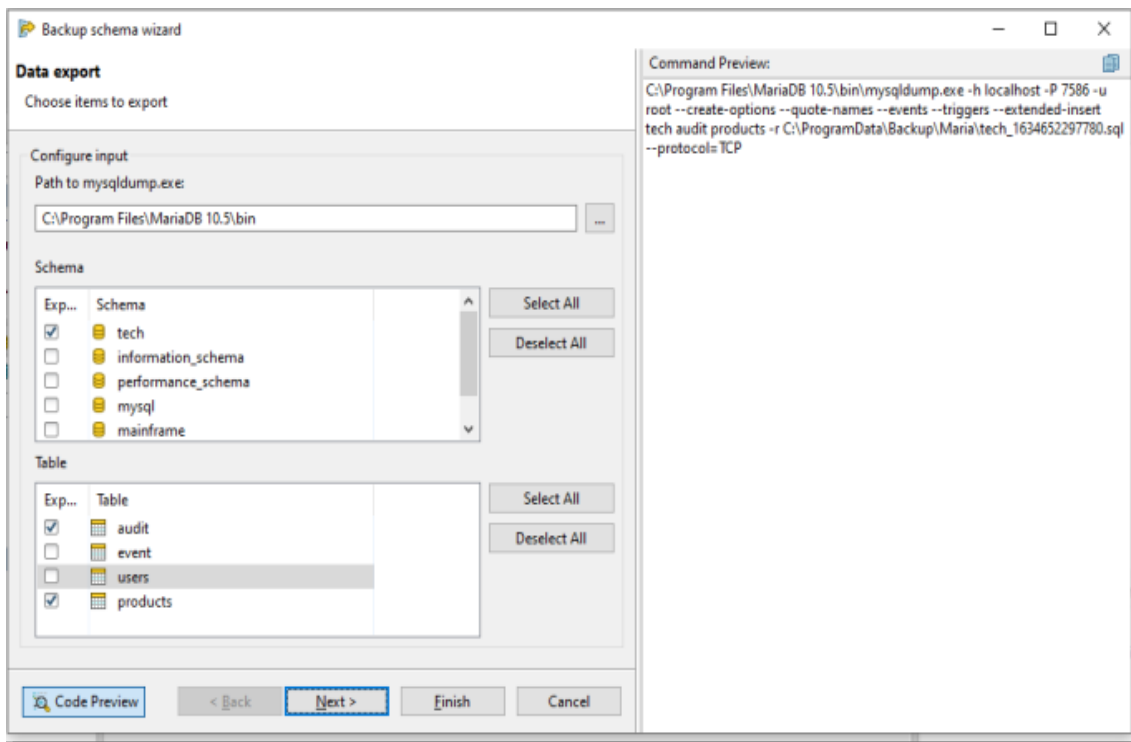 Backup schema wizard
Data export
Choose items to export
Configure input
Path to mysqldump.exe:
C:\Program Files\MariaDB 10.5\bin
...
Schema
Exp... Schema
Select All
tech
Deselect All
information_schema
performance_schema
mysql
mainframe
Table
Exp... Table
Select All
audit
Deselect All
event
users
products
Code Preview
< Back
Next >
Finish
Cancel
Command Preview:
C:\Program Files\MariaDB 10.5\bin\mysqldump.exe -h localhost -P 7586 -u
root --create-options --quote-names --events --triggers --extended-insert
tech audit products -r C:\ProgramData\Backup\Maria\tech_1634652297780.sql
--protocol=TCP